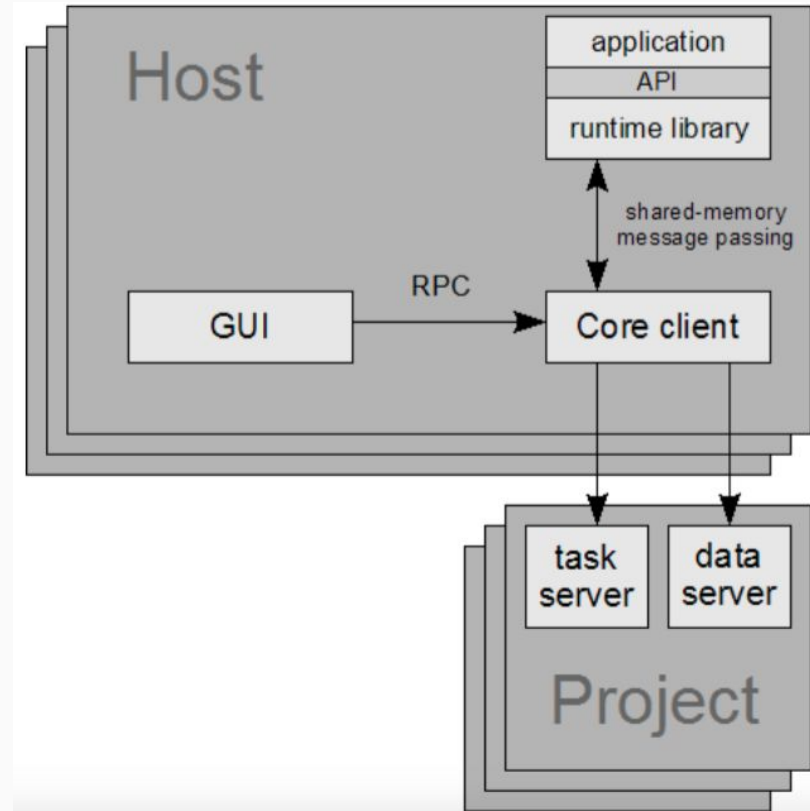 Host
application
API
runtime library
shared-memory
message passing
RPC
GUI
Core client
task
server
data
server
Project